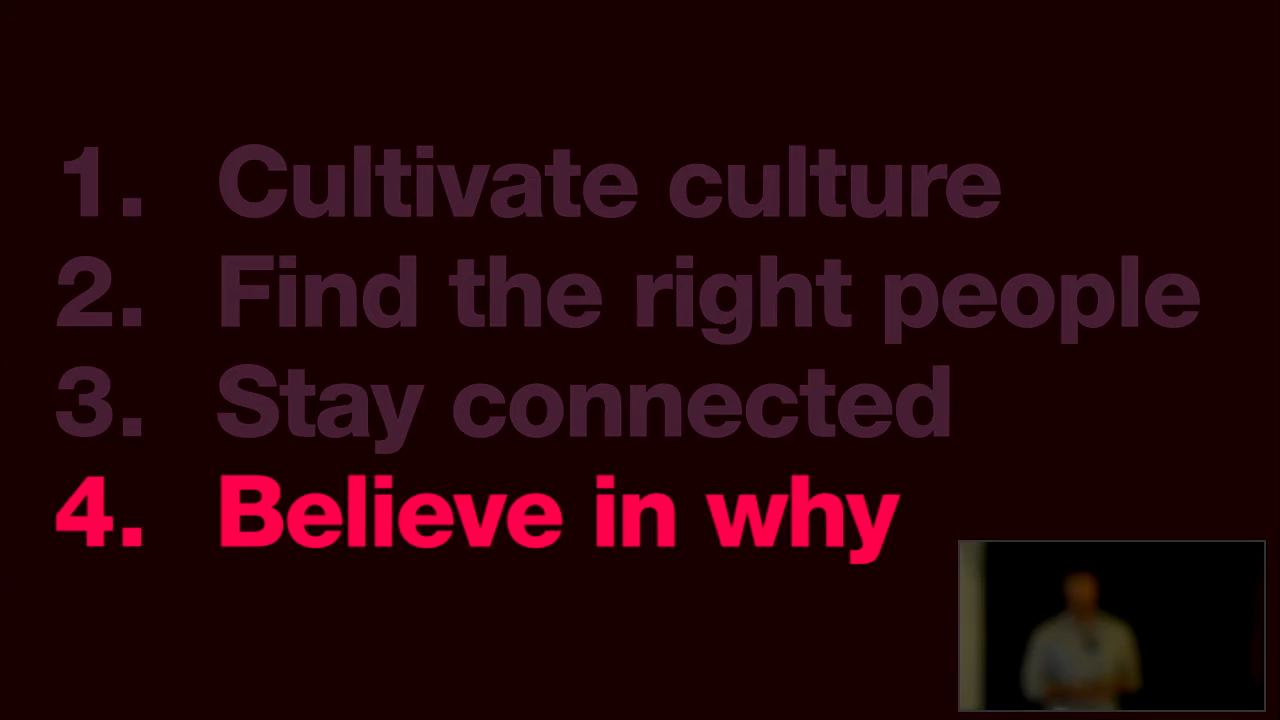 1. Cultivate culture
2. Find the right people
3. Stay connected
4. Believe in why